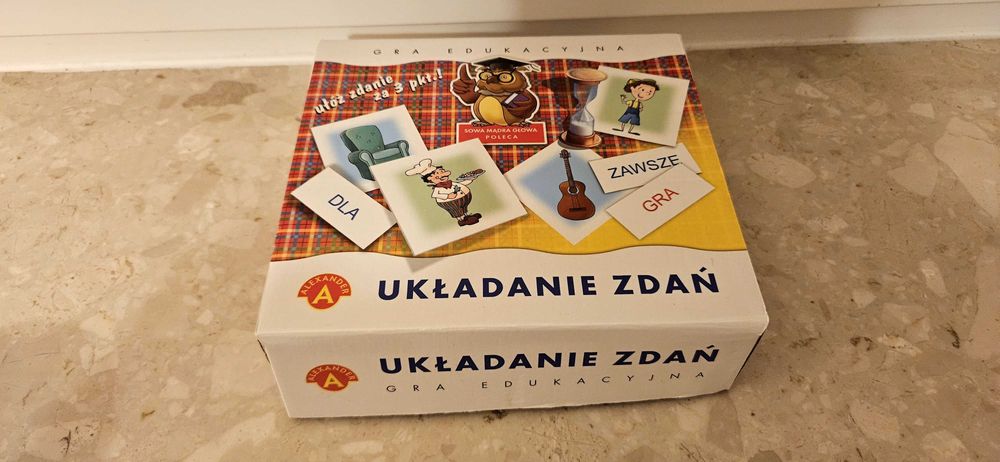 GRA EDUKACYJNA
ułóż zdanie
za 3 pkt.!
SOWA MĄDRA GŁOWA
POLECA
DLA
ZAWSZE
GRA
ALEXANDER
A
UKŁADANIE ZDAŃ
ALEXANDER
A
UKŁADANIE ZDAŃ
GRA EDUKACYJNA